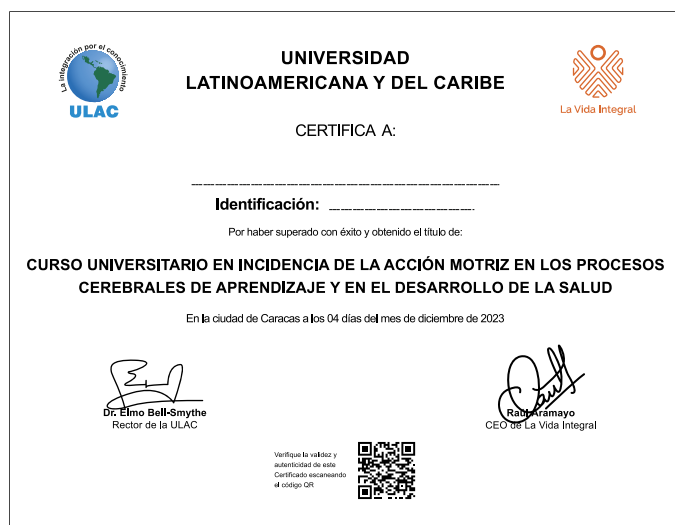 La integración por el conocimiento
ULAC
UNIVERSIDAD
LATINOAMERICANA Y DEL CARIBE
La Vida Integral
CERTIFICA A:
Identificación:
Por haber superado con éxito y obtenido el título de:
CURSO UNIVERSITARIO EN INCIDENCIA DE LA ACCIÓN MOTRIZ EN LOS PROCESOS
CEREBRALES DE APRENDIZAJE Y EN EL DESARROLLO DE LA SALUD
En la ciudad de Caracas a los 04 días del mes de diciembre de 2023
Dr. Elmo Bell-Smythe
Rector de la ULAC
Raúl Aramayo
CEO de La Vida Integral
Verifique la validez y
autenticidad de este
Certificado escaneando
el código QR